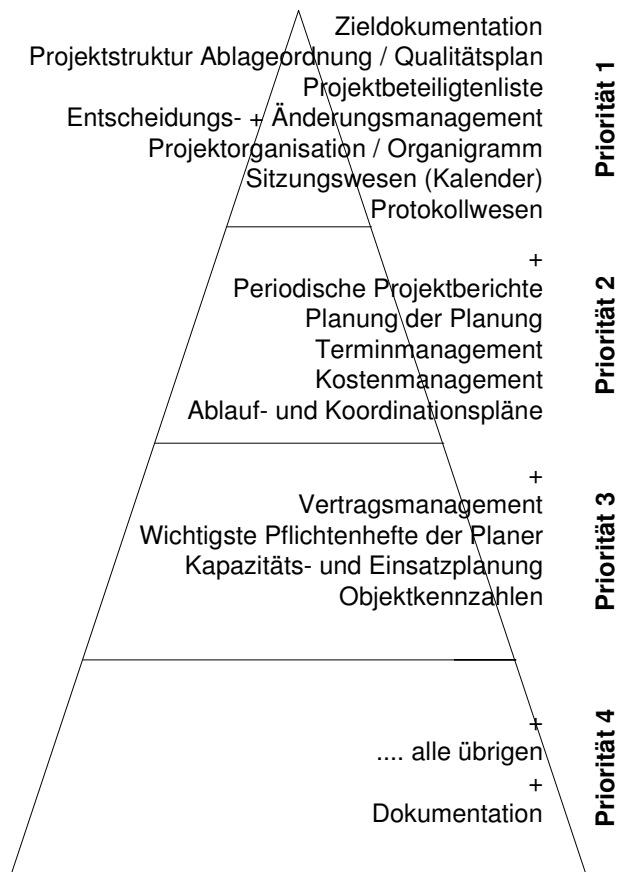 Zieldokumentation
Projektstruktur Ablageordnung / Qualitätsplan
Projektbeteiligtenliste
Entscheidungs- + Änderungsmanagement
Projektorganisation / Organigramm
Sitzungswesen (Kalender)
Protokollwesen
Priorität 1
+
Periodische Projektberichte
Planung der Planung
Terminmanagement
Kostenmanagement
Ablauf- und Koordinationspläne
Priorität 2
+
Vertragsmanagement
Wichtigste Pflichtenhefte der Planer
Kapazitäts- und Einsatzplanung
Objektkennzahlen
Priorität 3
+
.... alle übrigen
+
Dokumentation
Priorität 4